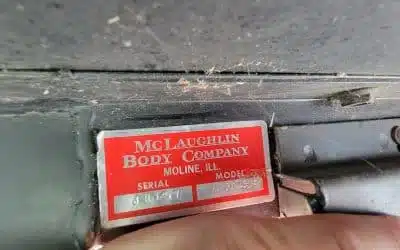 McLAUGHLIN
BODY COMPANY
MOLINE, ILL.
SERIAL MODEL